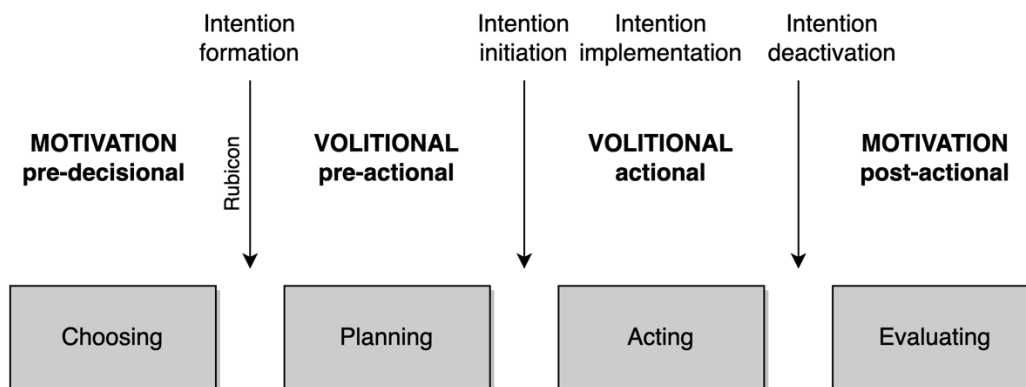 Intention
formation
Intention
initiation
Intention
implementation
Intention
deactivation
MOTIVATION
pre-decisional
Rubicon
VOLITIONAL
pre-actional
VOLITIONAL
actional
MOTIVATION
post-actional
Choosing
Planning
Acting
Evaluating